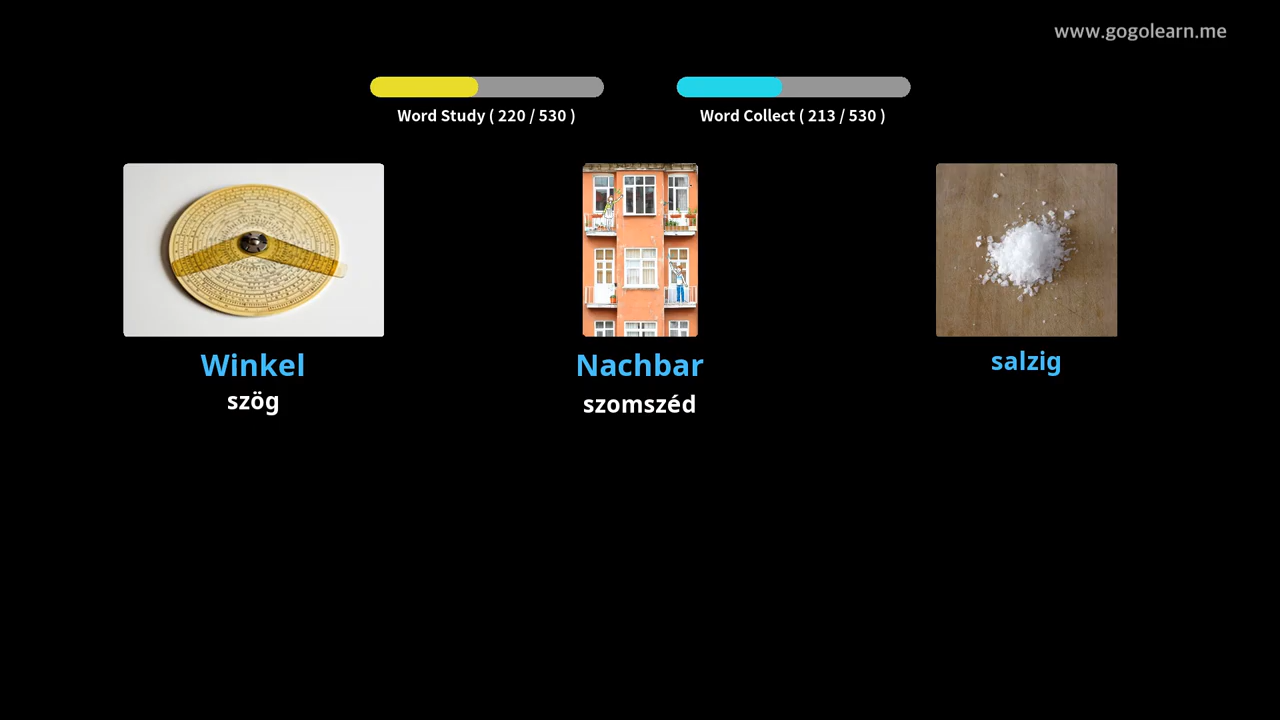 www.gogolearn.me
Word Study ( 220 / 530 )
Word Collect ( 213 / 530 )
Winkel
szög
Nachbar
szomszéd
salzig